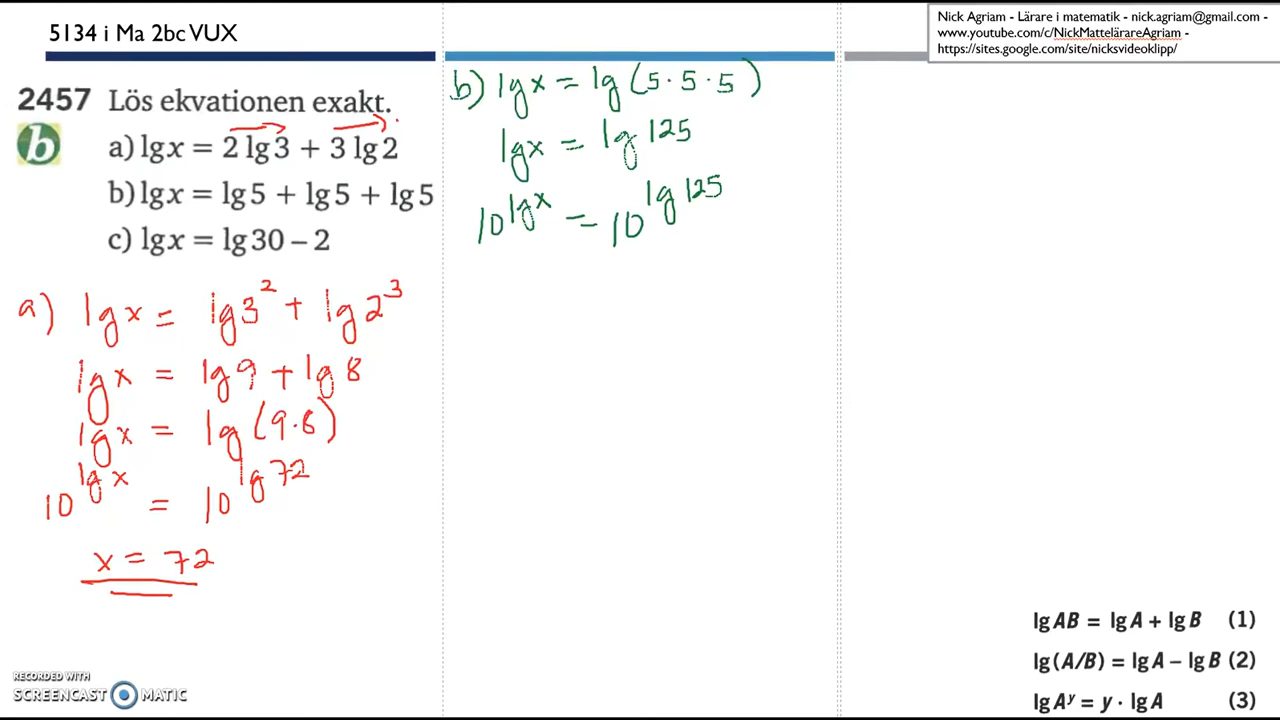 5134 i Ma 2bc VUX
Nick Agriam - Lärare i matematik - nick.agriam@gmail.com -
www.youtube.com/c/NickMattelärareAgriam -
https://sites.google.com/site/nicksvideoklipp/
2457 Lös ekvationen exakt.
b
a) lg x = 2 lg 3 + 3 lg 2
b) lg x = lg 5 + lg 5 + lg 5
c) lg x = lg 30 – 2
a) lg x = lg 3² + lg 2³
lg x = lg 9 + lg 8
lg x = lg (9·8)
10^lg x = 10^lg 72
x = 72
b) lg x = lg (5 · 5 · 5)
lg x = lg 125
10^lg x = 10^lg 125
lg AB = lg A + lg B (1)
lg (A/B) = lg A – lg B (2)
lg A^y = y · lg A (3)
RECORDED WITH
SCREENCAST MATIC